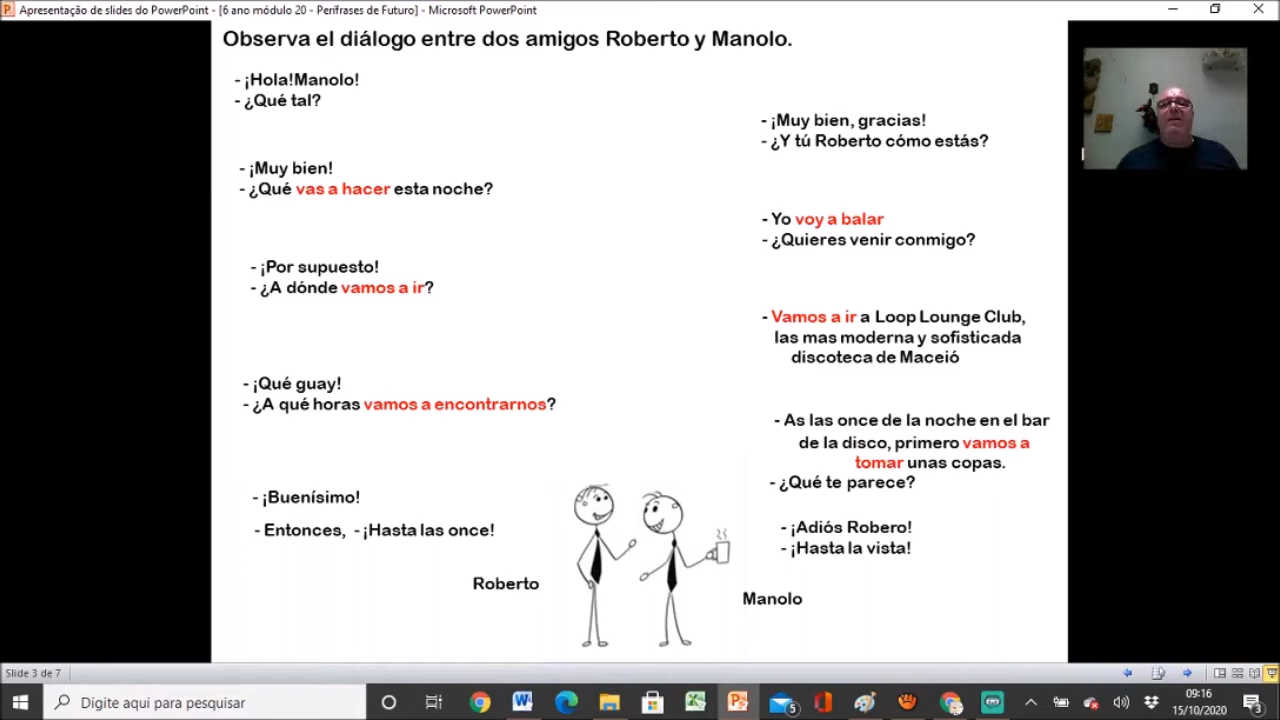 Apresentação de slides do PowerPoint - [6 ano módulo 20 - Perífrases de Futuro] - Microsoft PowerPoint
Observa el diálogo entre dos amigos Roberto y Manolo.
- ¡Hola!Manolo!
- ¿Qué tal?
- ¡Muy bien, gracias!
- ¿Y tú Roberto cómo estás?
- ¡Muy bien!
- ¿Qué vas a hacer esta noche?
- Yo voy a balar
- ¿Quieres venir conmigo?
- ¡Por supuesto!
- ¿A dónde vamos a ir?
- Vamos a ir a Loop Lounge Club,
las mas moderna y sofisticada
discoteca de Maceió
- ¡Qué guay!
- ¿A qué horas vamos a encontrarnos?
- As las once de la noche en el bar
de la disco, primero vamos a
tomar unas copas.
- ¿Qué te parece?
- ¡Buenísimo!
- Entonces, - ¡Hasta las once!
- ¡Adiós Robero!
- ¡Hasta la vista!
Roberto
Manolo
Slide 3 de 7
Digite aqui para pesquisar
5
09:16
15/10/2020
3